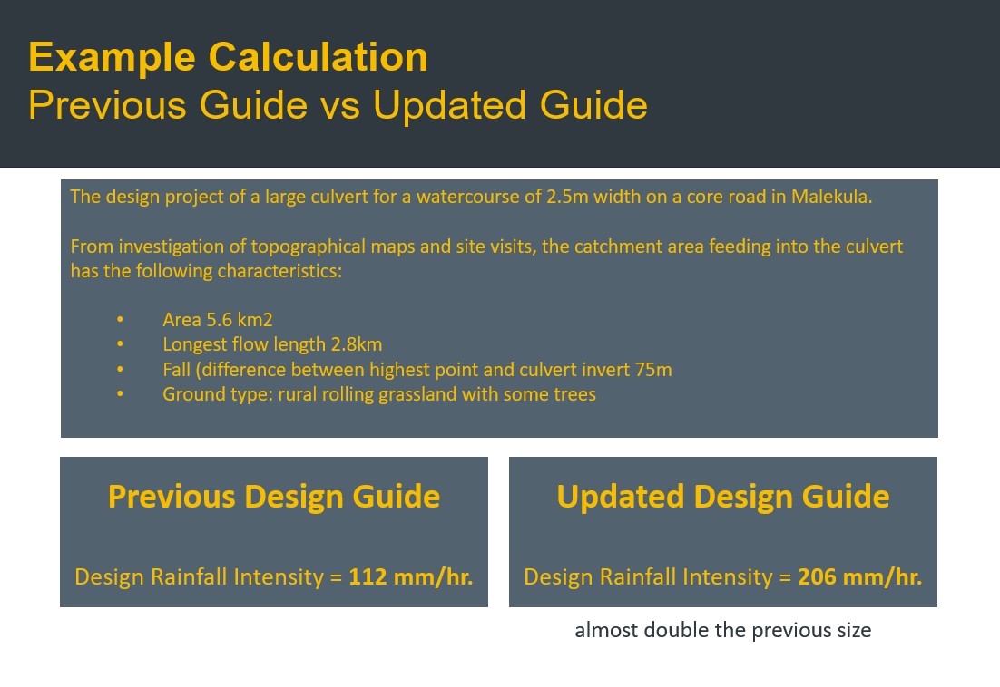 Example Calculation
Previous Guide vs Updated Guide
The design project of a large culvert for a watercourse of 2.5m width on a core road in Malekula.
From investigation of topographical maps and site visits, the catchment area feeding into the culvert
has the following characteristics:
• Area 5.6 km2
• Longest flow length 2.8km
• Fall (difference between highest point and culvert invert 75m
• Ground type: rural rolling grassland with some trees
Previous Design Guide
Design Rainfall Intensity = 112 mm/hr.
Updated Design Guide
Design Rainfall Intensity = 206 mm/hr.
almost double the previous size